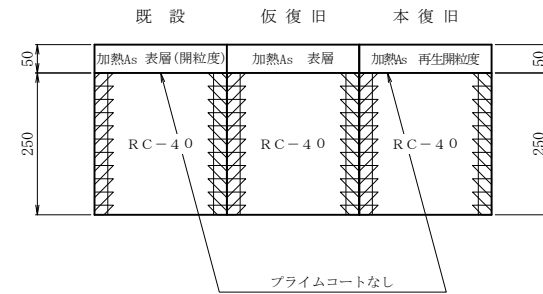 既設 仮復旧 本復旧
50 加熱As 表層(開粒度) 加熱As 表層 加熱As 再生開粒度 50
250 RC-40 RC-40 RC-40 250
プライムコートなし